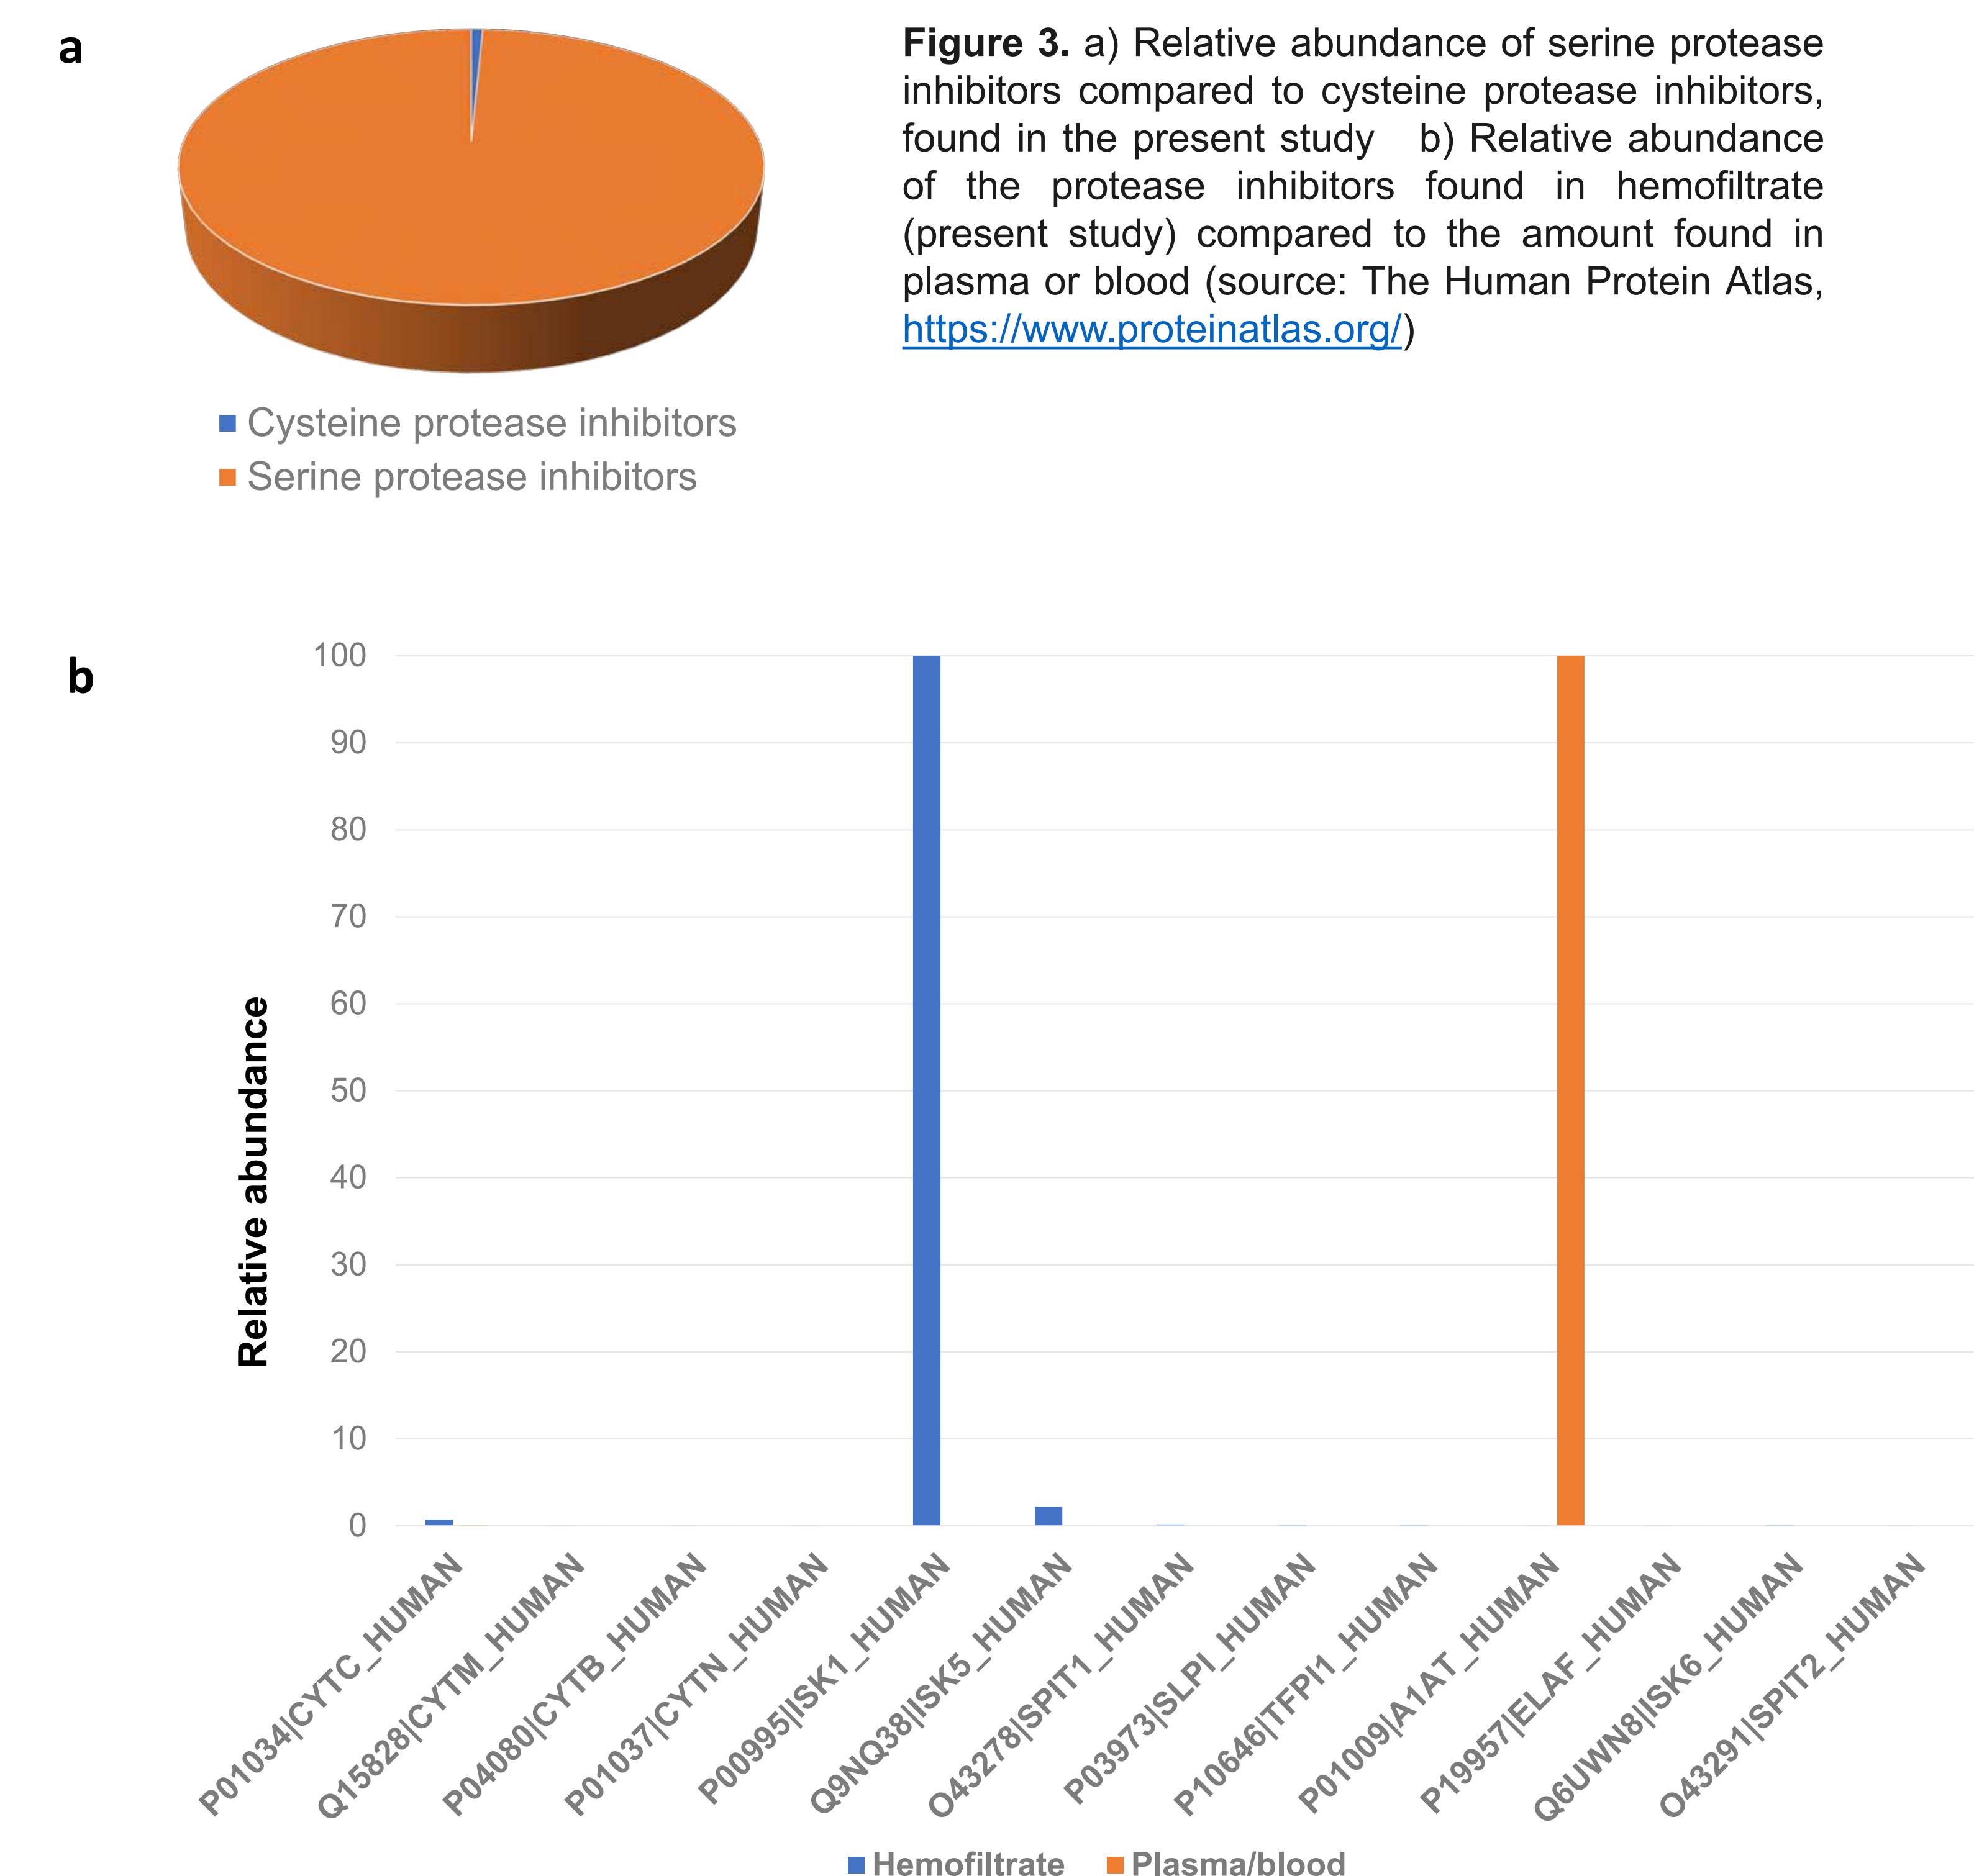 a
Figure 3. a) Relative abundance of serine protease
inhibitors compared to cysteine protease inhibitors,
found in the present study b) Relative abundance
of the protease inhibitors found in hemofiltrate
(present study) compared to the amount found in
plasma or blood (source: The Human Protein Atlas,
https://www.proteinatlas.org/)
Cysteine protease inhibitors
Serine protease inhibitors
b
100
90
80
70
60
50
40
30
20
10
0
Relative abundance
P01034|CYTC_HUMAN
Q15828|CYTM_HUMAN
P04080|CYTB_HUMAN
P01037|CYTN_HUMAN
P00995|ISK1_HUMAN
Q9NQ38|ISK5_HUMAN
O43278|SPIT1_HUMAN
P03973|SLPI_HUMAN
P10646|TFPI1_HUMAN
P01009|A1AT_HUMAN
P19957|ELAF_HUMAN
Q6UWN8|ISK6_HUMAN
O43291|SPIT2_HUMAN
Hemofiltrate Plasma/blood